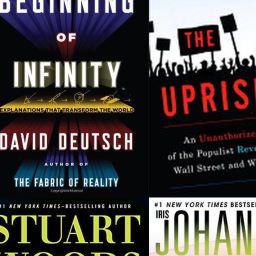 BEGINNING
OF
INFINITY
EXPLANATIONS THAT TRANSFORM THE WORLD
DAVID DEUTSCH
AUTHOR OF
THE FABRIC OF REALITY
THE
UPRIS
An Unauthorize
of the Populist Rev
Wall Street and W
NEW YORK TIMES-BESTSELLING AUTHOR
STUART
WOODS
#1 NEW YORK TIMES BESTSE
IRIS
JOHAN